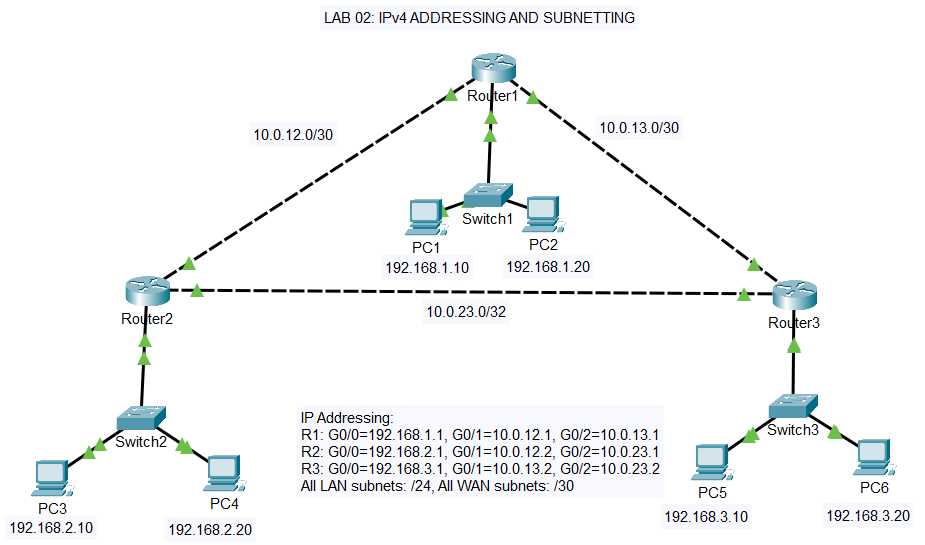 LAB 02: IPv4 ADDRESSING AND SUBNETTING
Router1
10.0.12.0/30
10.0.13.0/30
Switch1
PC1
PC2
192.168.1.10
192.168.1.20
Router2
10.0.23.0/32
Router3
Switch2
Switch3
IP Addressing:
R1: G0/0=192.168.1.1, G0/1=10.0.12.1, G0/2=10.0.13.1
R2: G0/0=192.168.2.1, G0/1=10.0.12.2, G0/2=10.0.23.1
R3: G0/0=192.168.3.1, G0/1=10.0.13.2, G0/2=10.0.23.2
All LAN subnets: /24, All WAN subnets: /30
PC3
192.168.2.10
PC4
192.168.2.20
PC5
192.168.3.10
PC6
192.168.3.20